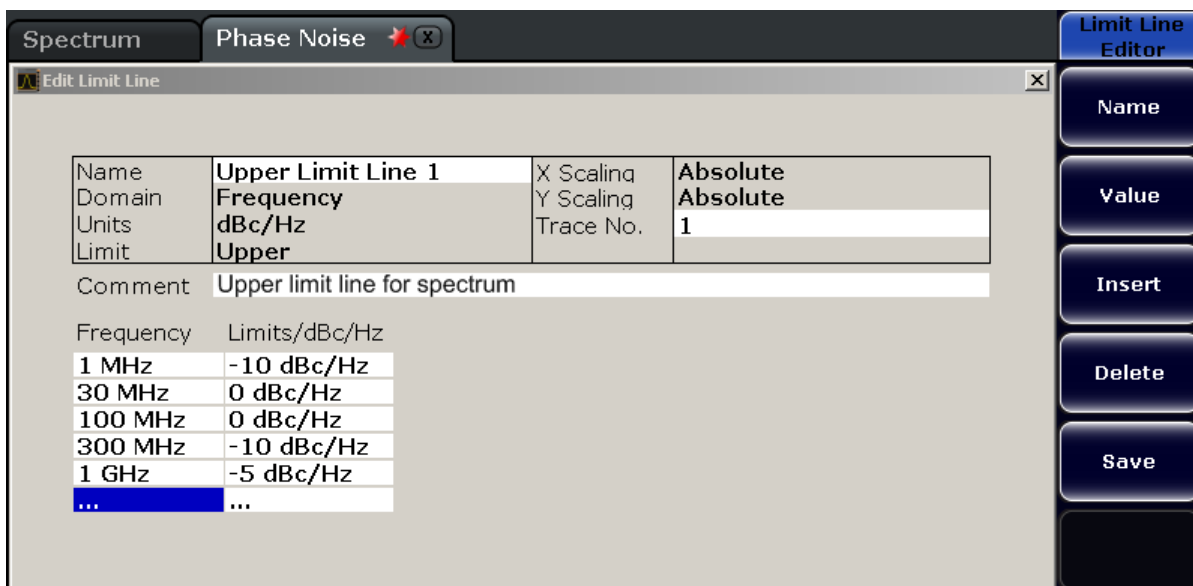 Spectrum
Phase Noise
Limit Line
Editor
Edit Limit Line
Name
Name Upper Limit Line 1 X Scaling Absolute
Domain Frequency Y Scaling Absolute
Units dBc/Hz Trace No. 1
Limit Upper
Value
Comment Upper limit line for spectrum
Insert
Frequency Limits/dBc/Hz
1 MHz -10 dBc/Hz
30 MHz 0 dBc/Hz
100 MHz 0 dBc/Hz
300 MHz -10 dBc/Hz
1 GHz -5 dBc/Hz
... ...
Delete
Save